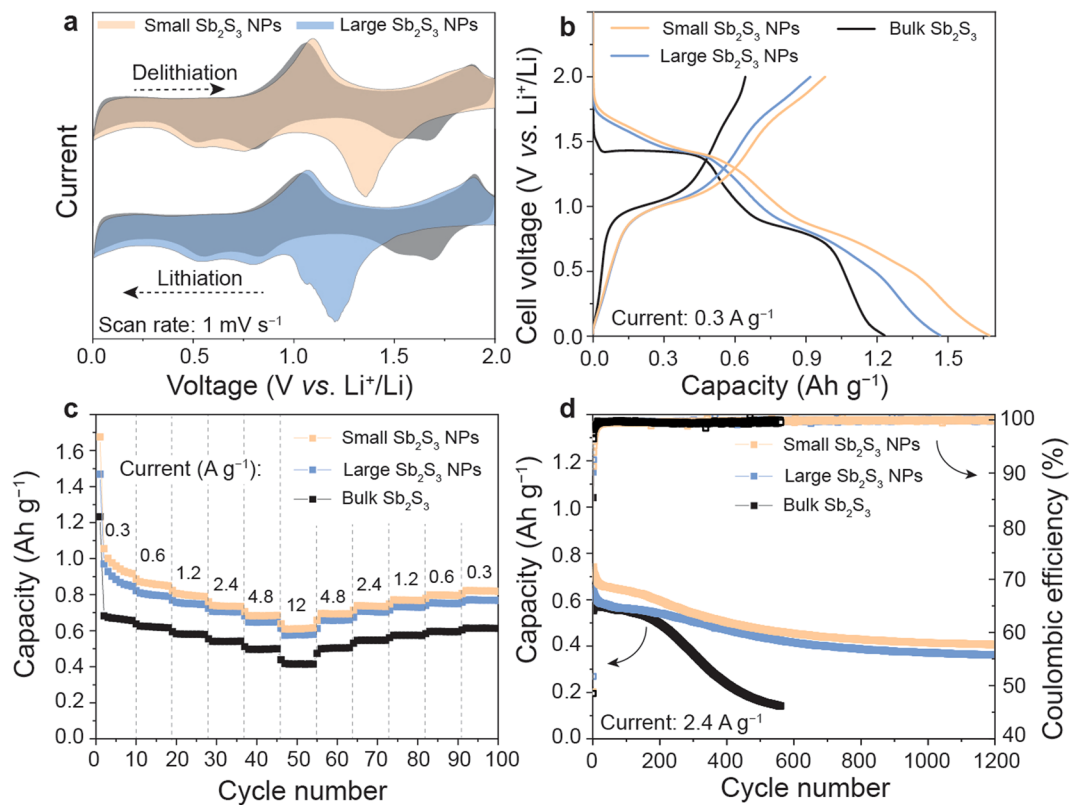 a
Small Sb₂S₃ NPs
Large Sb₂S₃ NPs
Delithiation
Lithiation
Scan rate: 1 mV s⁻¹
Current
0.0 0.5 1.0 1.5 2.0
Voltage (V vs. Li⁺/Li)
b
Small Sb₂S₃ NPs
Bulk Sb₂S₃
Large Sb₂S₃ NPs
Cell voltage (V vs. Li⁺/Li)
2.0
1.5
1.0
0.5
0.0
Current: 0.3 A g⁻¹
0.0 0.3 0.6 0.9 1.2 1.5
Capacity (Ah g⁻¹)
c
Small Sb₂S₃ NPs
Current (A g⁻¹):
Large Sb₂S₃ NPs
Bulk Sb₂S₃
Capacity (Ah g⁻¹)
1.8
1.6
1.4
1.2
1.0
0.8
0.6
0.4
0.2
0.0
0.3 0.6 1.2 2.4 4.8 12 4.8 2.4 1.2 0.6 0.3
0 10 20 30 40 50 60 70 80 90 100
Cycle number
d
Small Sb₂S₃ NPs
Large Sb₂S₃ NPs
Bulk Sb₂S₃
Capacity (Ah g⁻¹)
1.2
1.0
0.8
0.6
0.4
0.2
0.0
Current: 2.4 A g⁻¹
100
90
80
70
60
50
40
Coulombic efficiency (%)
0 200 400 600 800 1000 1200
Cycle number